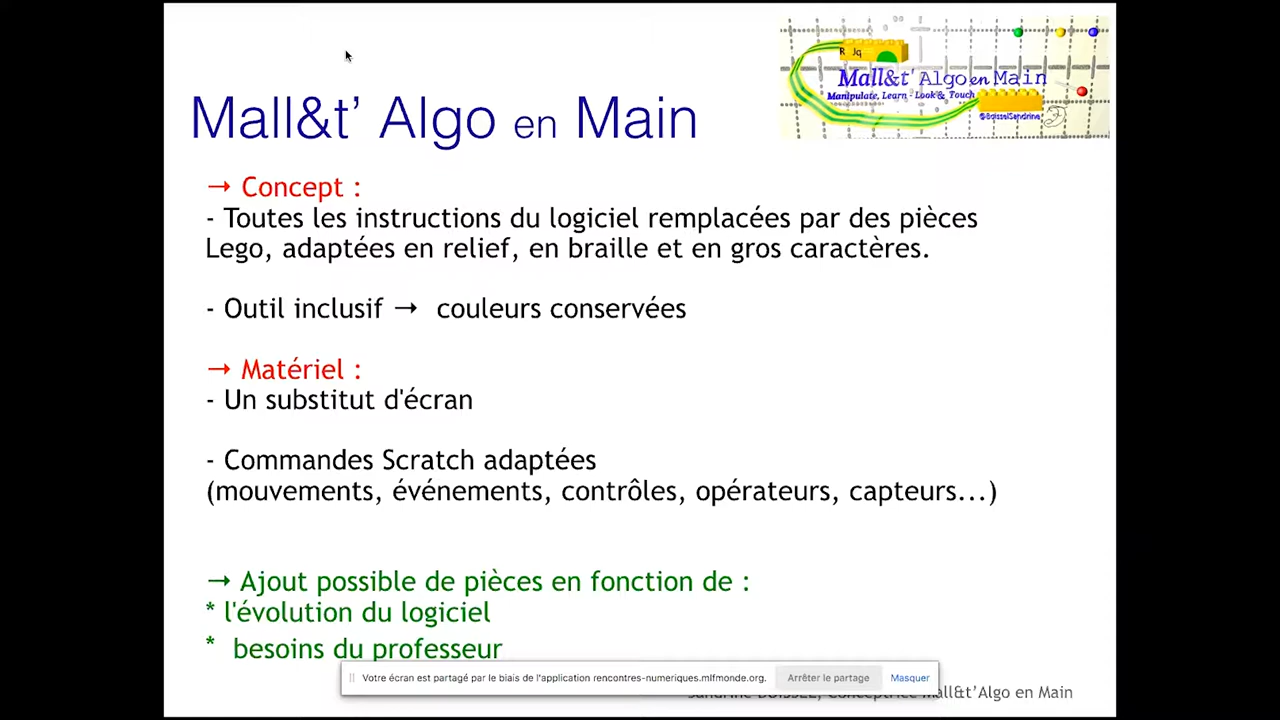 R Jq
Mall&t' Algo en Main
Manipulate, Learn - Look & Touch
@BoisselSandrine
Mall&t’ Algo en Main
→ Concept :
- Toutes les instructions du logiciel remplacées par des pièces
Lego, adaptées en relief, en braille et en gros caractères.
- Outil inclusif → couleurs conservées
→ Matériel :
- Un substitut d'écran
- Commandes Scratch adaptées
(mouvements, événements, contrôles, opérateurs, capteurs...)
→ Ajout possible de pièces en fonction de :
* l'évolution du logiciel
* besoins du professeur
Votre écran est partagé par le biais de l'application rencontres-numeriques.mlfmonde.org. Arrêter le partage Masquer
Mall&t’Algo en Main